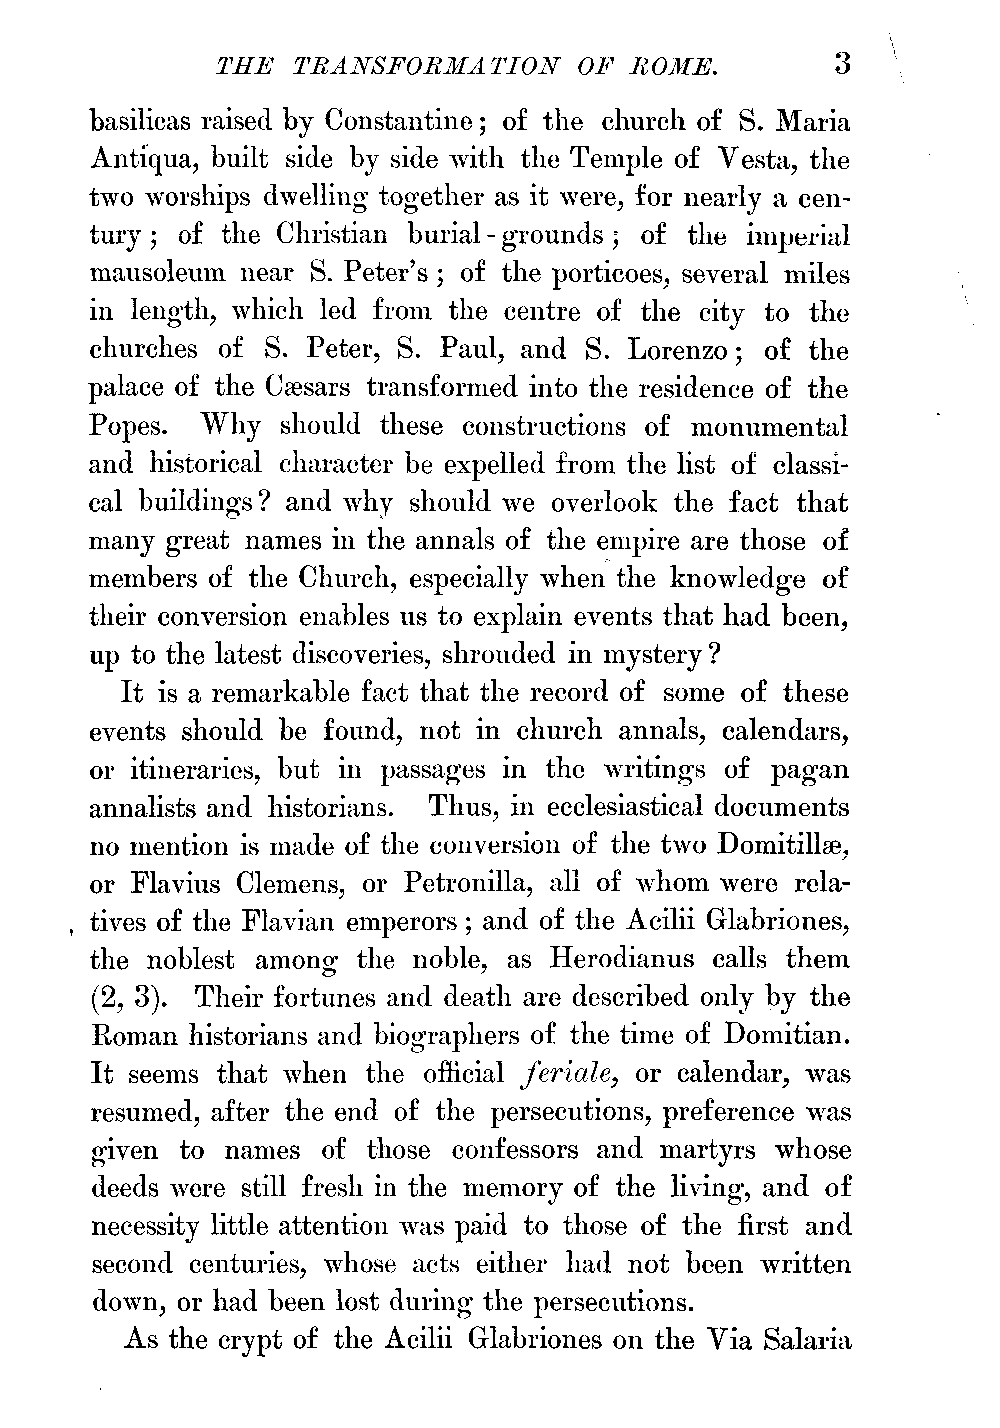 THE TRANSFORMATION OF ROME. 3
basilicas raised by Constantine; of the church of S. Maria
Antiqua, built side by side with the Temple of Vesta, the
two worships dwelling together as it were, for nearly a cen-
tury; of the Christian burial-grounds; of the imperial
mausoleum near S. Peter's; of the porticoes, several miles
in length, which led from the centre of the city to the
churches of S. Peter, S. Paul, and S. Lorenzo; of the
palace of the Cæsars transformed into the residence of the
Popes. Why should these constructions of monumental
and historical character be expelled from the list of classi-
cal buildings? and why should we overlook the fact that
many great names in the annals of the empire are those of
members of the Church, especially when the knowledge of
their conversion enables us to explain events that had been,
up to the latest discoveries, shrouded in mystery?
It is a remarkable fact that the record of some of these
events should be found, not in church annals, calendars,
or itineraries, but in passages in the writings of pagan
annalists and historians. Thus, in ecclesiastical documents
no mention is made of the conversion of the two Domitillæ,
or Flavius Clemens, or Petronilla, all of whom were rela-
tives of the Flavian emperors; and of the Acilii Glabriones,
the noblest among the noble, as Herodianus calls them
(2, 3). Their fortunes and death are described only by the
Roman historians and biographers of the time of Domitian.
It seems that when the official feriale, or calendar, was
resumed, after the end of the persecutions, preference was
given to names of those confessors and martyrs whose
deeds were still fresh in the memory of the living, and of
necessity little attention was paid to those of the first and
second centuries, whose acts either had not been written
down, or had been lost during the persecutions.
As the crypt of the Acilii Glabriones on the Via Salaria